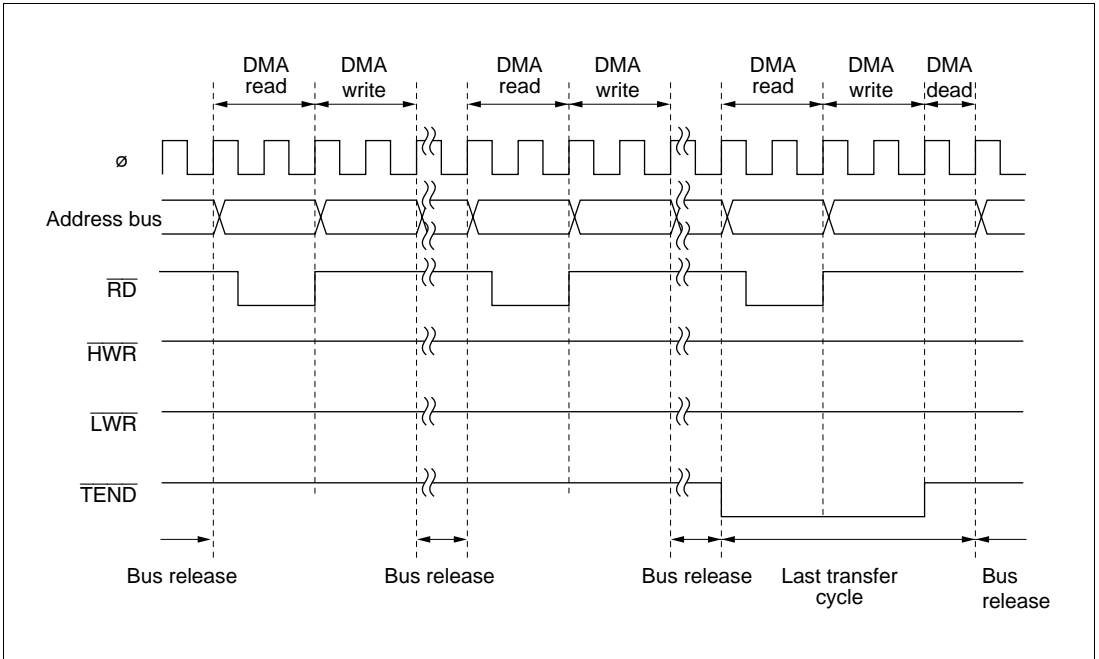 DMA read
DMA write
DMA read
DMA write
DMA read
DMA write
DMA dead
ø
Address bus
RD
HWR
LWR
TEND
Bus release
Bus release
Bus release
Last transfer cycle
Bus release